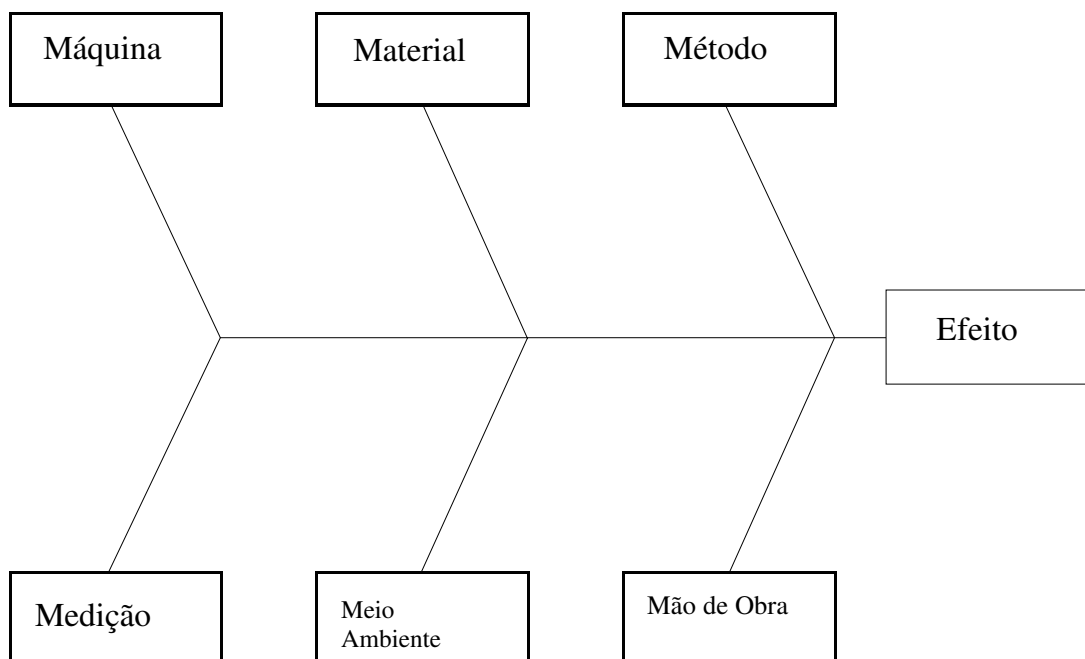 Máquina
Material
Método
Efeito
Medição
Meio
Ambiente
Mão de Obra